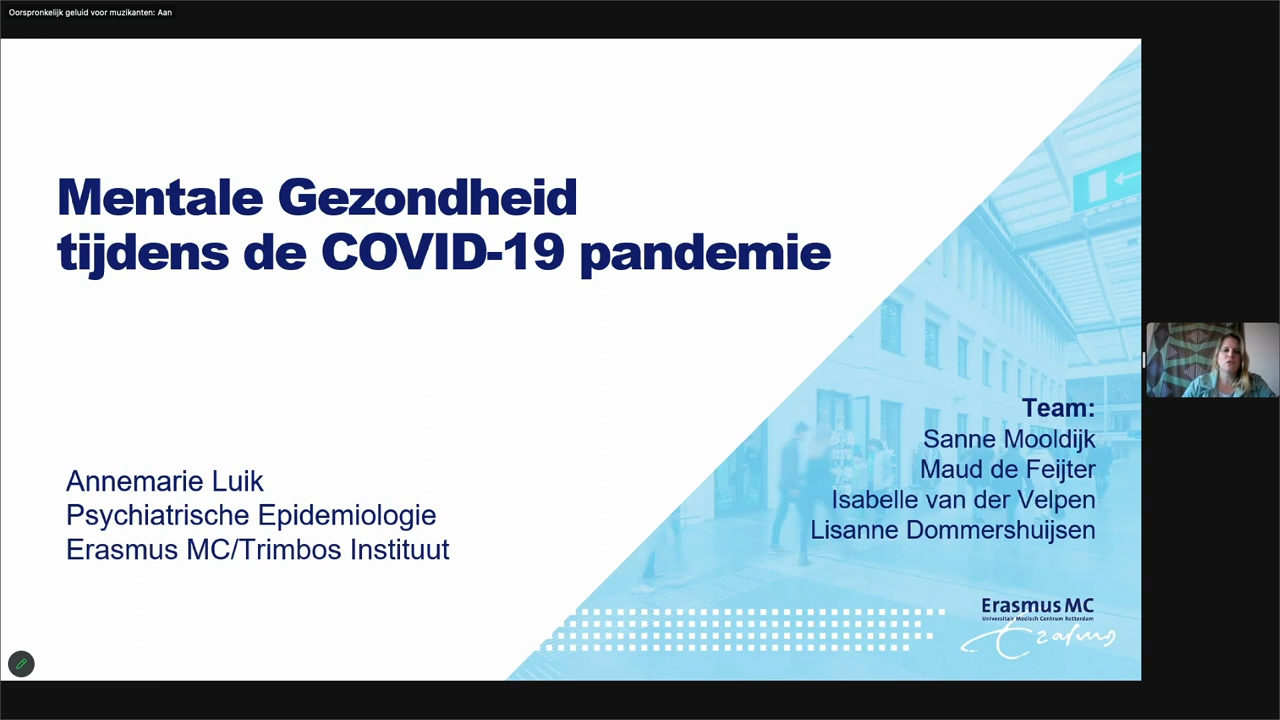 Oorspronkelijk geluid voor muzikanten: Aan
Mentale Gezondheid
tijdens de COVID-19 pandemie
Annemarie Luik
Psychiatrische Epidemiologie
Erasmus MC/Trimbos Instituut
Team:
Sanne Mooldijk
Maud de Feijter
Isabelle van der Velpen
Lisanne Dommershuijsen
Erasmus MC
Universitair Medisch Centrum Rotterdam
Erasmus